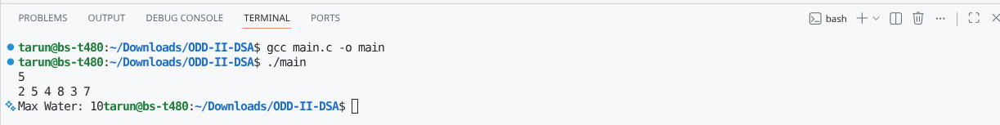 PROBLEMS OUTPUT DEBUG CONSOLE TERMINAL PORTS bash
tarun@bs-t480:~/Downloads/ODD-II-DSA$ gcc main.c -o main
tarun@bs-t480:~/Downloads/ODD-II-DSA$ ./main
5
2 5 4 8 3 7
Max Water: 10tarun@bs-t480:~/Downloads/ODD-II-DSA$